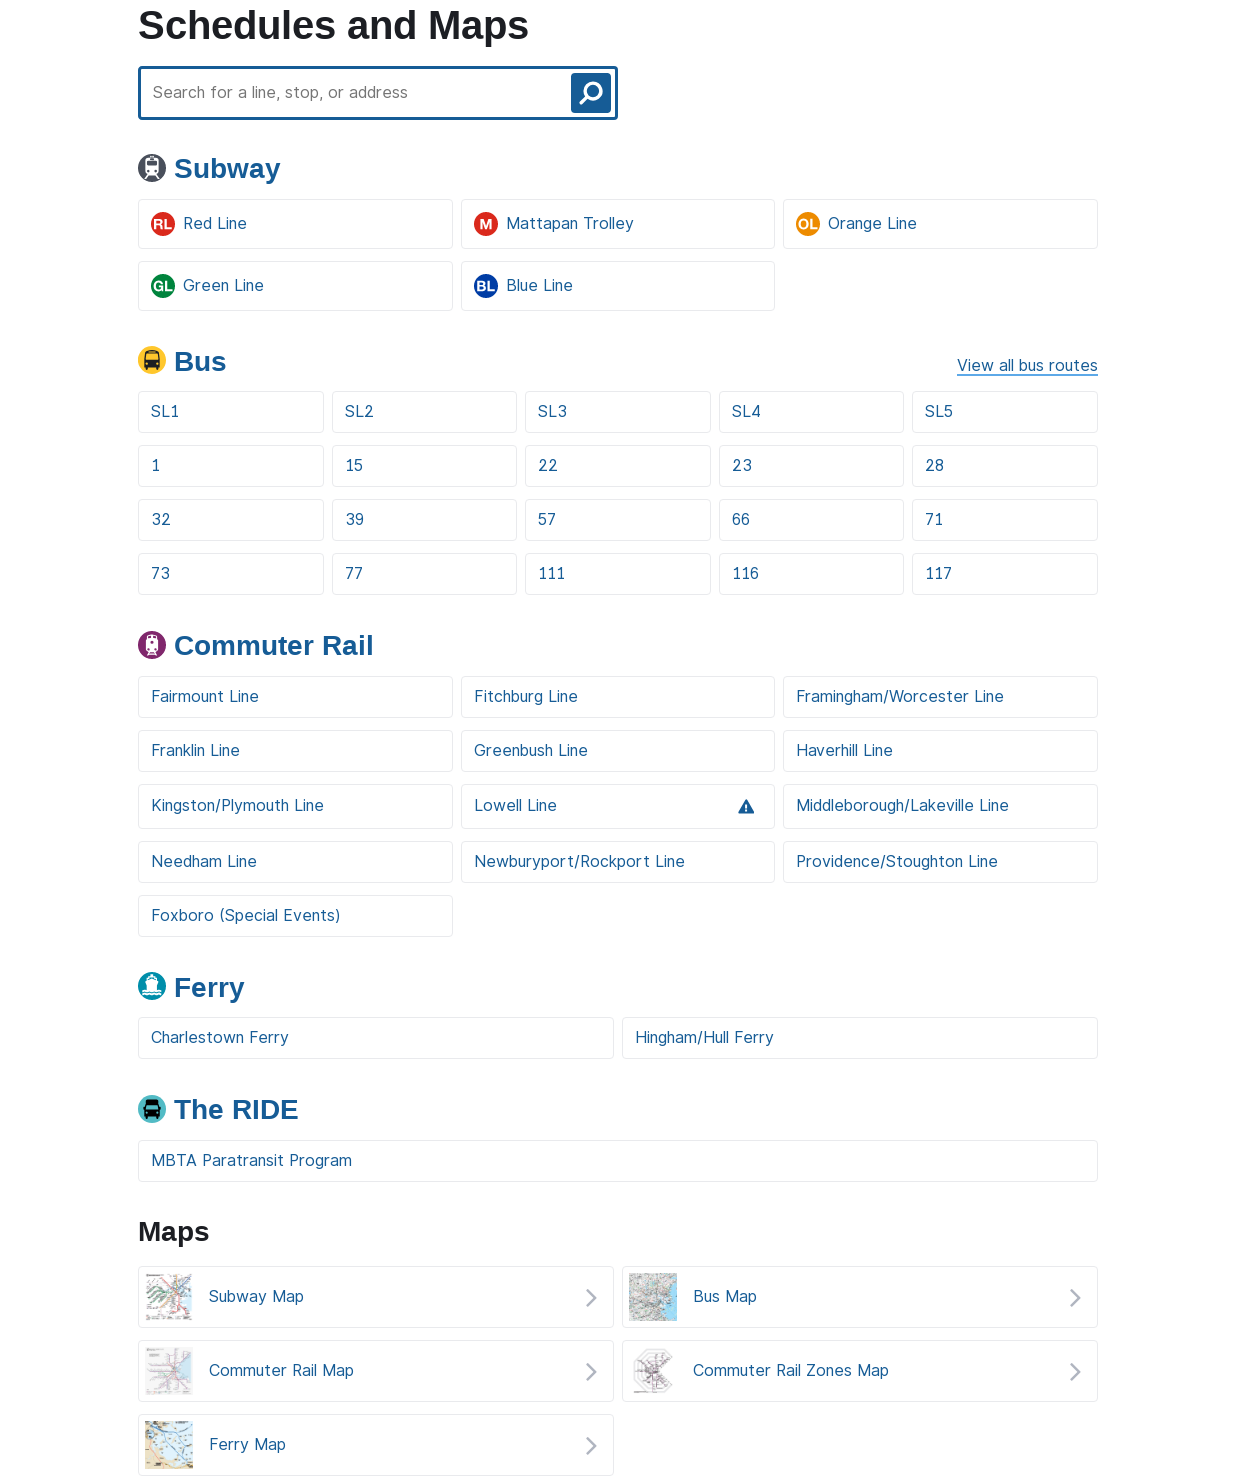 Schedules and Maps
Search for a line, stop, or address
Subway
RL Red Line
M Mattapan Trolley
OL Orange Line
GL Green Line
BL Blue Line
Bus
View all bus routes
SL1
SL2
SL3
SL4
SL5
1
15
22
23
28
32
39
57
66
71
73
77
111
116
117
Commuter Rail
Fairmount Line
Fitchburg Line
Framingham/Worcester Line
Franklin Line
Greenbush Line
Haverhill Line
Kingston/Plymouth Line
Lowell Line
Middleborough/Lakeville Line
Needham Line
Newburyport/Rockport Line
Providence/Stoughton Line
Foxboro (Special Events)
Ferry
Charlestown Ferry
Hingham/Hull Ferry
The RIDE
MBTA Paratransit Program
Maps
Subway Map
Bus Map
Commuter Rail Map
Commuter Rail Zones Map
Ferry Map